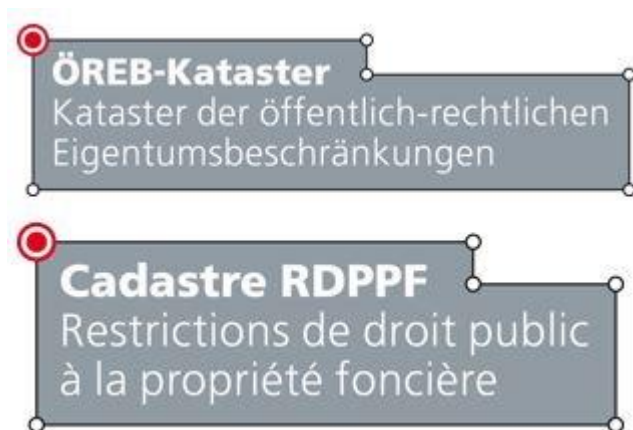 ÖREB-Kataster
Kataster der öffentlich-rechtlichen
Eigentumsbeschränkungen
Cadastre RDPPF
Restrictions de droit public
à la propriété foncière